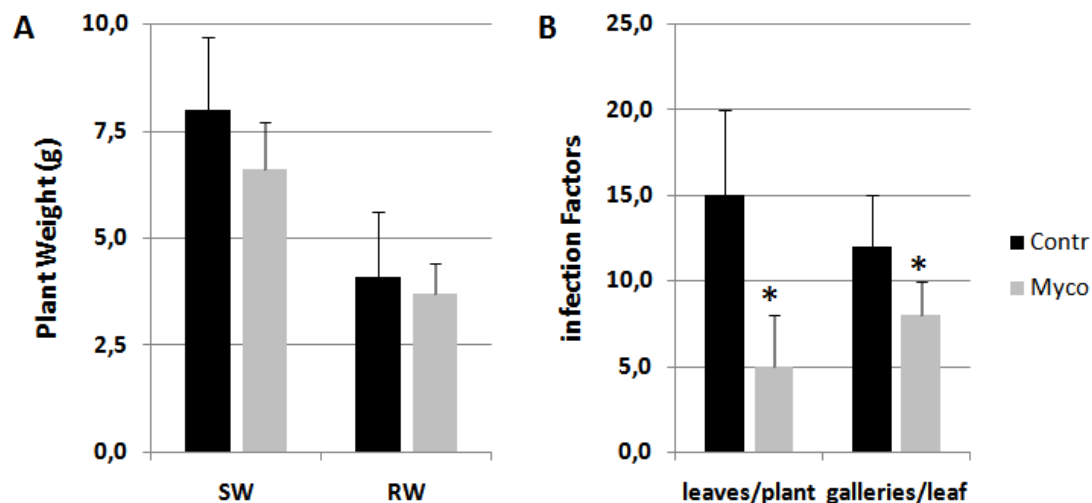 A
Plant Weight (g)
10,0
7,5
5,0
2,5
0,0
SW RW
B
infection Factors
25,0
20,0
15,0
10,0
5,0
0,0
* *
leaves/plant galleries/leaf
Contr
Myco